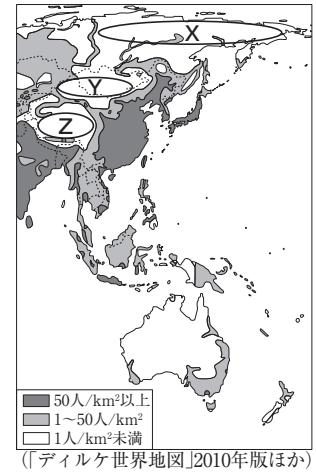 X
Y
Z
50人/km²以上
1〜50人/km²
1人/km²未満
(「ディルケ世界地図」2010年版ほか)